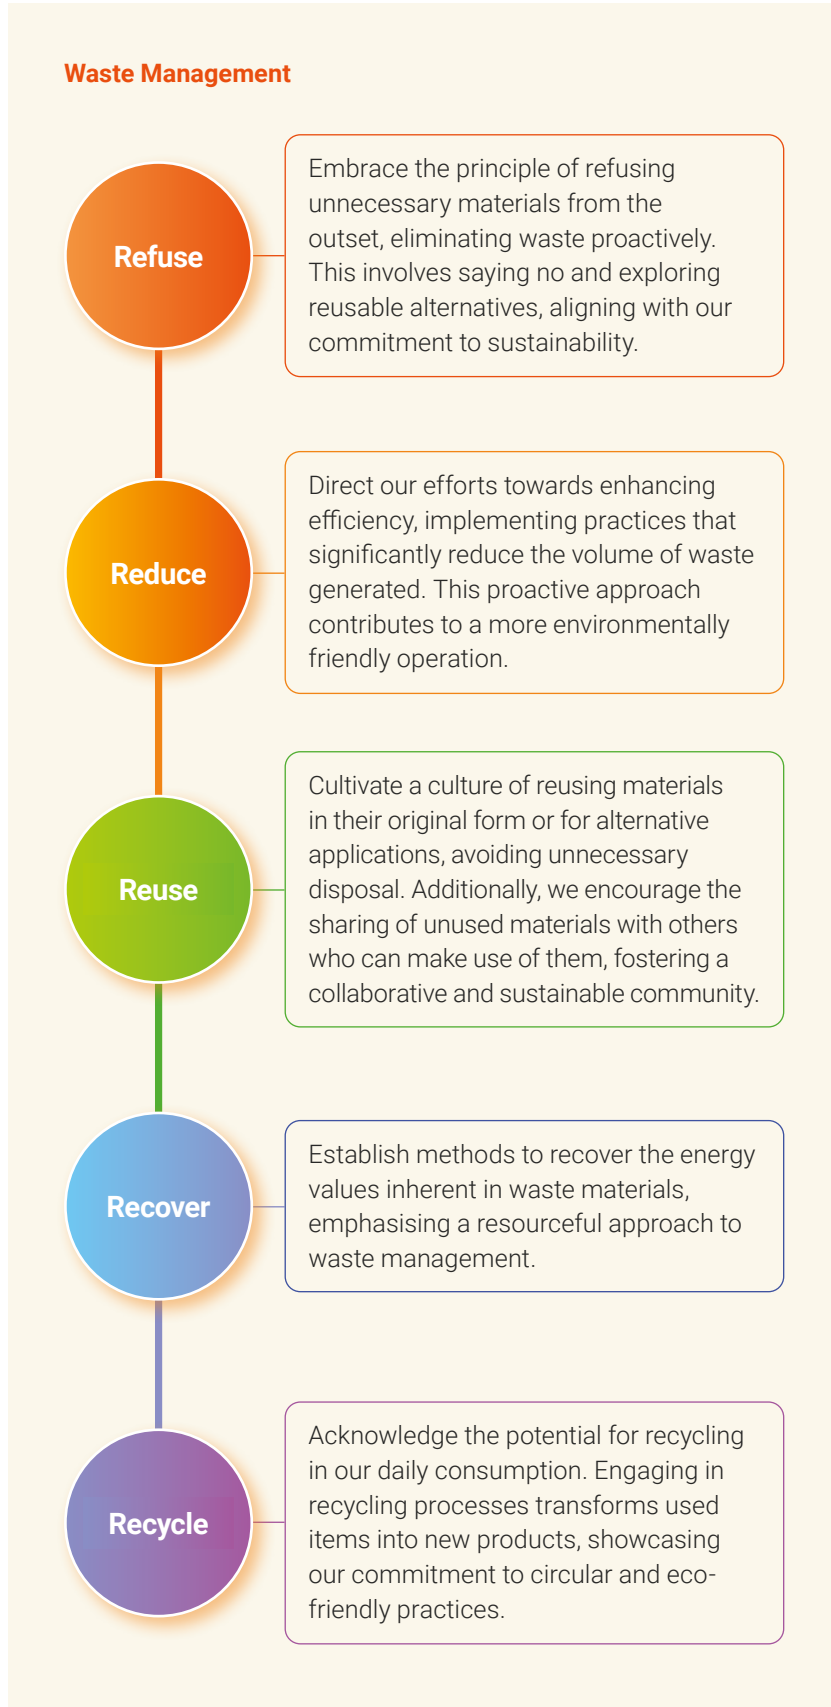 Waste Management
Refuse
Embrace the principle of refusing
unnecessary materials from the
outset, eliminating waste proactively.
This involves saying no and exploring
reusable alternatives, aligning with our
commitment to sustainability.
Reduce
Direct our efforts towards enhancing
efficiency, implementing practices that
significantly reduce the volume of waste
generated. This proactive approach
contributes to a more environmentally
friendly operation.
Reuse
Cultivate a culture of reusing materials
in their original form or for alternative
applications, avoiding unnecessary
disposal. Additionally, we encourage the
sharing of unused materials with others
who can make use of them, fostering a
collaborative and sustainable community.
Recover
Establish methods to recover the energy
values inherent in waste materials,
emphasising a resourceful approach to
waste management.
Recycle
Acknowledge the potential for recycling
in our daily consumption. Engaging in
recycling processes transforms used
items into new products, showcasing
our commitment to circular and eco-
friendly practices.